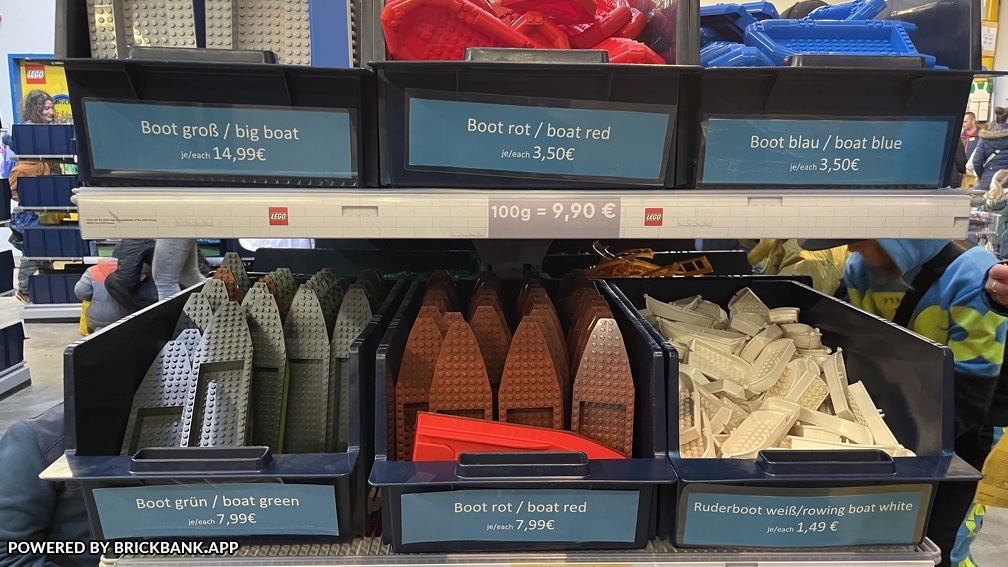 LEGO
Boot groß / big boat
je/each 14,99€
Boot rot / boat red
je/each 3,50€
Boot blau / boat blue
je/each 3,50€
LEGO
100g = 9,90 €
LEGO
Boot grün / boat green
je/each 7,99€
Boot rot / boat red
je/each 7,99€
Ruderboot weiß/rowing boat white
je/each 1,49 €
POWERED BY BRICKBANK.APP